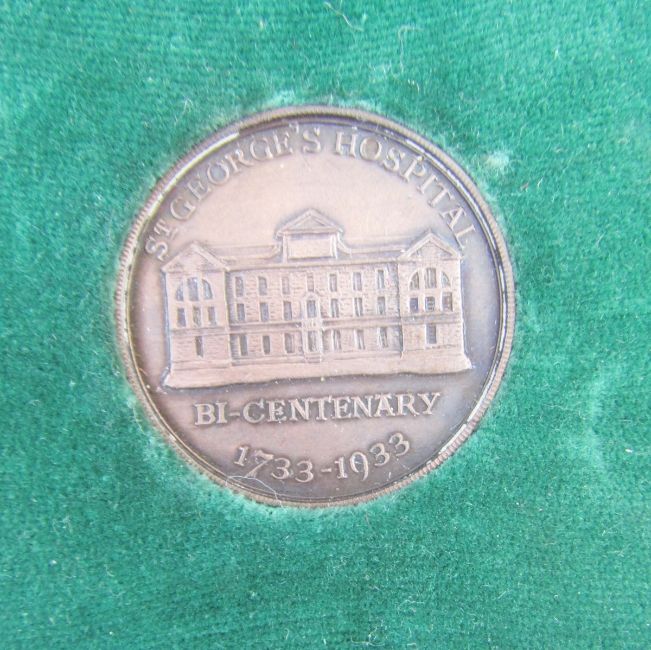 ST GEORGE'S HOSPITAL
BI-CENTENARY
1733-1933